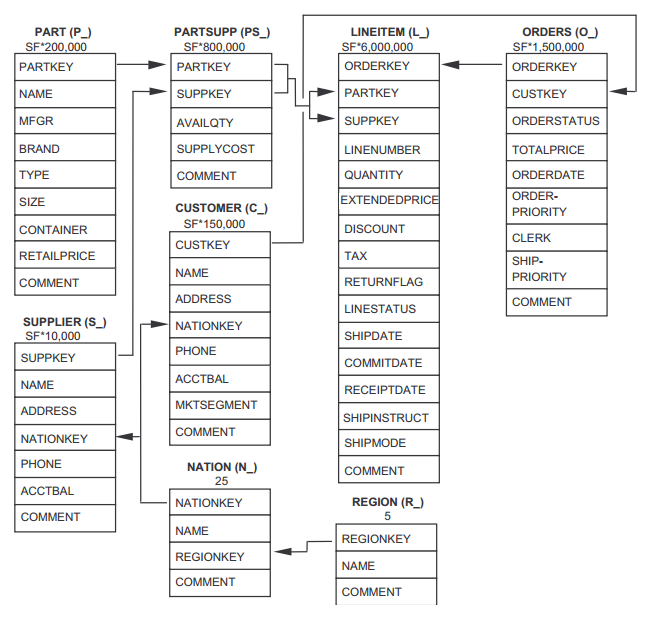 PART (P_)
SF*200,000
PARTKEY
NAME
MFGR
BRAND
TYPE
SIZE
CONTAINER
RETAILPRICE
COMMENT
SUPPLIER (S_)
SF*10,000
SUPPKEY
NAME
ADDRESS
NATIONKEY
PHONE
ACCTBAL
COMMENT
PARTSUPP (PS_)
SF*800,000
PARTKEY
SUPPKEY
AVAILQTY
SUPPLYCOST
COMMENT
CUSTOMER (C_)
SF*150,000
CUSTKEY
NAME
ADDRESS
NATIONKEY
PHONE
ACCTBAL
MKTSEGMENT
COMMENT
NATION (N_)
25
NATIONKEY
NAME
REGIONKEY
COMMENT
LINEITEM (L_)
SF*6,000,000
ORDERKEY
PARTKEY
SUPPKEY
LINENUMBER
QUANTITY
EXTENDEDPRICE
DISCOUNT
TAX
RETURNFLAG
LINESTATUS
SHIPDATE
COMMITDATE
RECEIPTDATE
SHIPINSTRUCT
SHIPMODE
COMMENT
REGION (R_)
5
REGIONKEY
NAME
COMMENT
ORDERS (O_)
SF*1,500,000
ORDERKEY
CUSTKEY
ORDERSTATUS
TOTALPRICE
ORDERDATE
ORDER-
PRIORITY
CLERK
SHIP-
PRIORITY
COMMENT